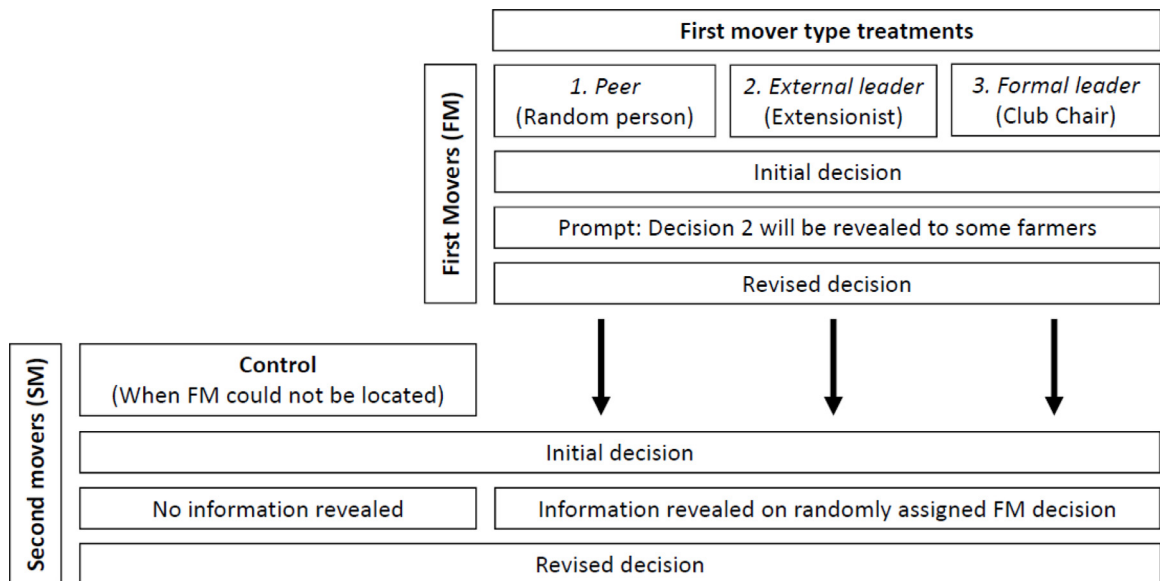 First mover type treatments
First Movers (FM)
1. Peer
(Random person)
2. External leader
(Extensionist)
3. Formal leader
(Club Chair)
Initial decision
Prompt: Decision 2 will be revealed to some farmers
Revised decision
Second movers (SM)
Control
(When FM could not be located)
Initial decision
No information revealed
Information revealed on randomly assigned FM decision
Revised decision